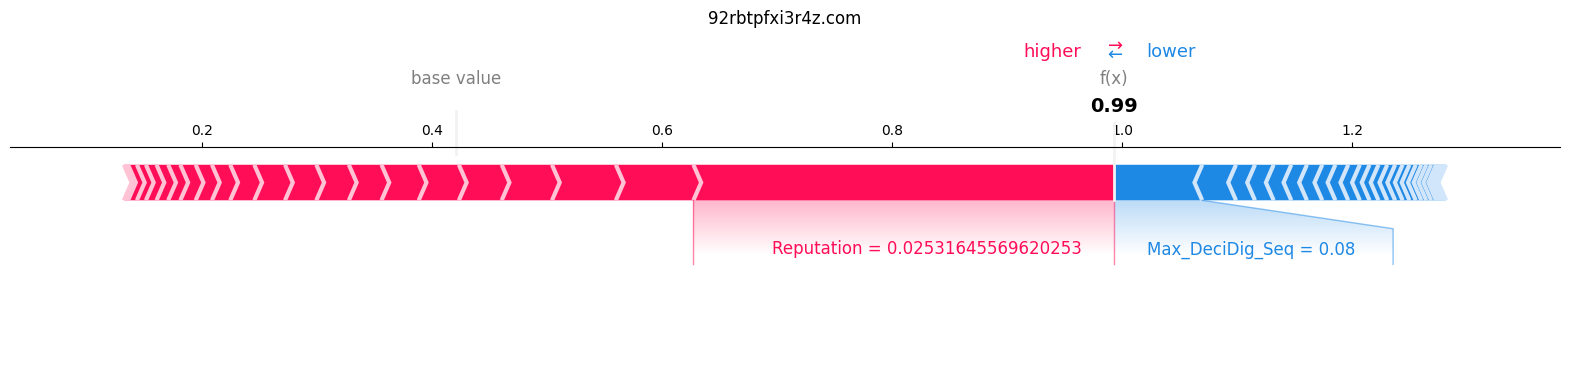 92rbtpfxi3r4z.com
higher ⇄ lower
base value f(x)
0.99
0.2 0.4 0.6 0.8 1.0 1.2
Reputation = 0.02531645569620253 Max_DeciDig_Seq = 0.08